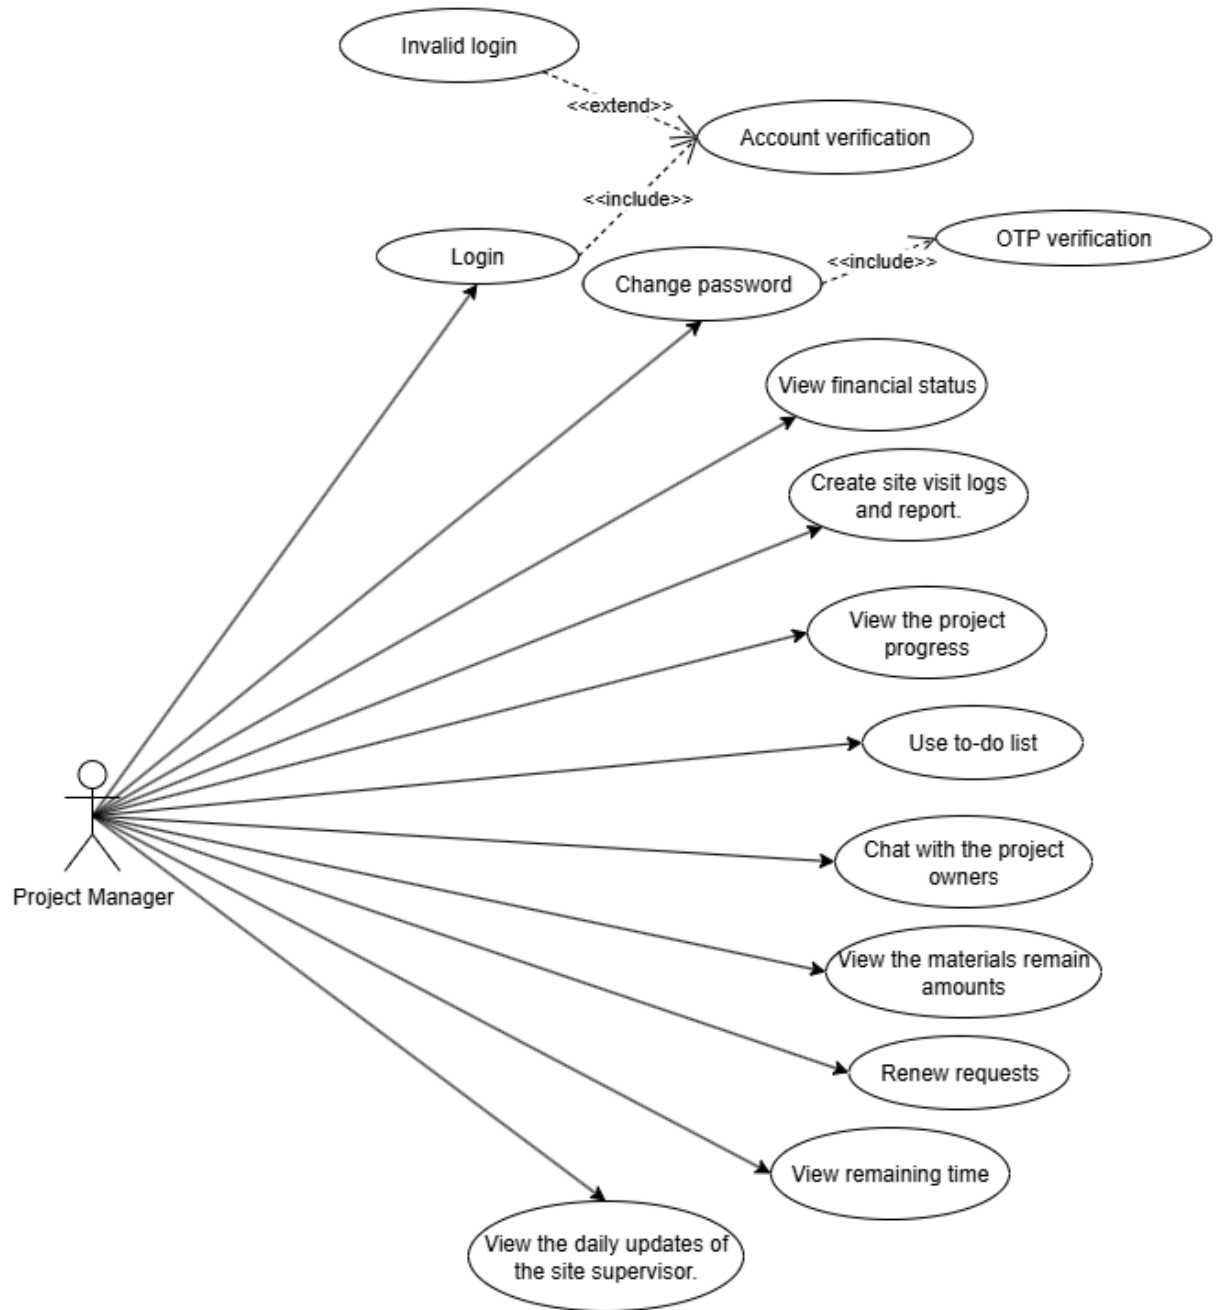 Invalid login
<<extend>>
Account verification
<<include>>
Login
Change password
<<include>>
OTP verification
View financial status
Create site visit logs
and report.
View the project
progress
Use to-do list
Chat with the project
owners
View the materials remain
amounts
Renew requests
View remaining time
View the daily updates of
the site supervisor.
Project Manager